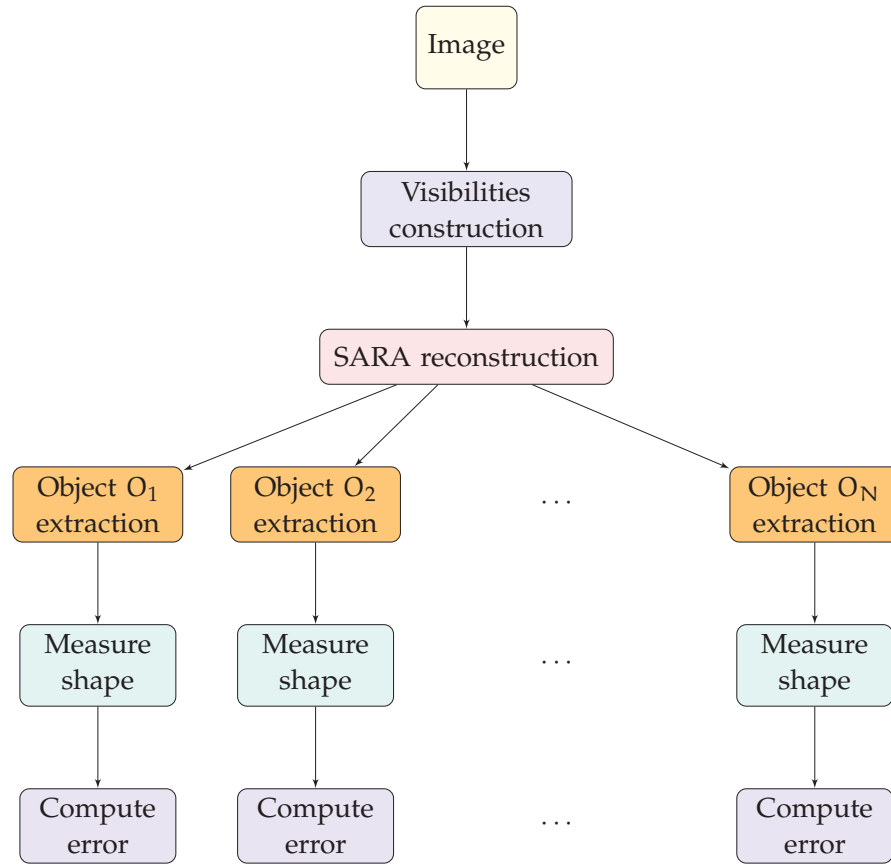 Image
Visibilities
construction
SARA reconstruction
Object O₁
extraction
Object O₂
extraction
. . .
Object O_N
extraction
Measure
shape
Measure
shape
. . .
Measure
shape
Compute
error
Compute
error
. . .
Compute
error